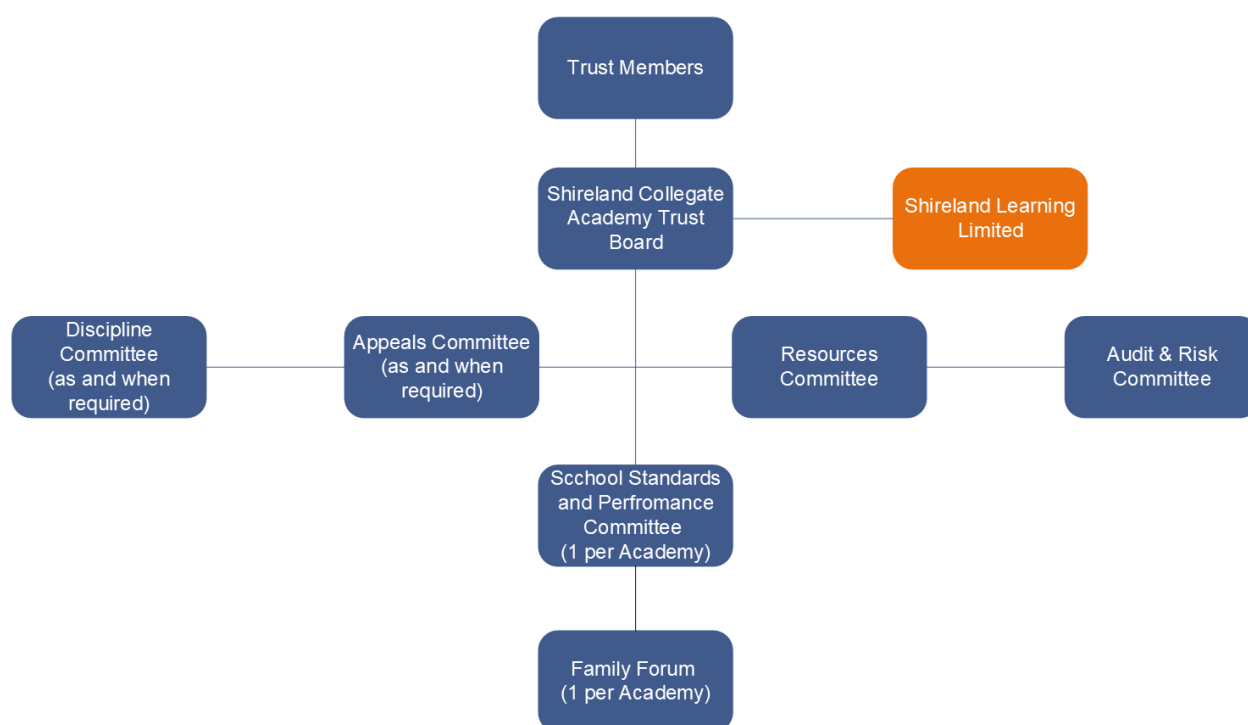 Trust Members
Shireland Collegate
Academy Trust
Board
Shireland Learning
Limited
Discipline
Committee
(as and when
required)
Appeals Committee
(as and when
required)
Resources
Committee
Audit & Risk
Committee
Scchool Standards
and Perfromance
Committee
(1 per Academy)
Family Forum
(1 per Academy)